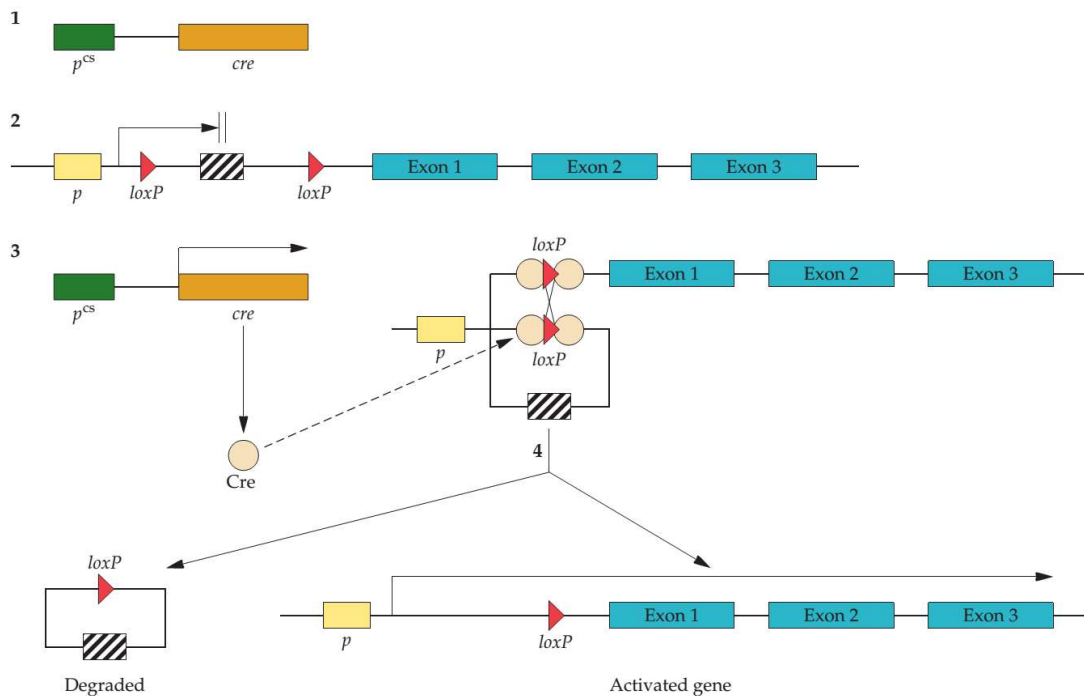 1
p^cs cre
2
p loxP loxP Exon 1 Exon 2 Exon 3
3
loxP
Exon 1 Exon 2 Exon 3
p^cs cre
p loxP
4
Cre
loxP
Exon 1 Exon 2 Exon 3
p loxP
Degraded Activated gene